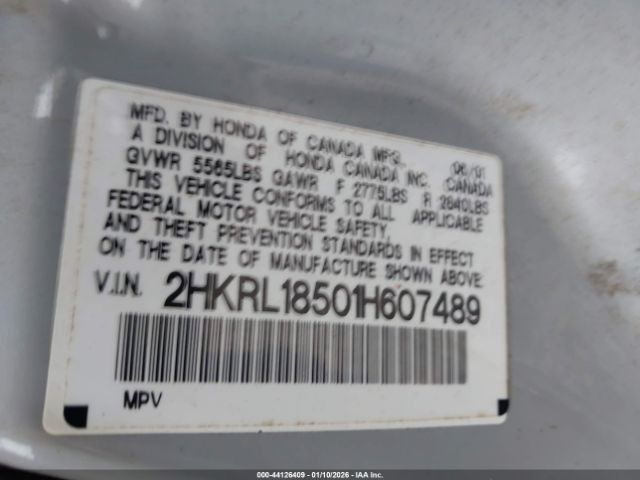 MFD. BY HONDA OF CANADA MFG. 06/01
A DIVISION OF HONDA CANADA INC. CANADA
GVWR 5565LBS GAWR F 2775LBS R 2840LBS
THIS VEHICLE CONFORMS TO ALL APPLICABLE
FEDERAL MOTOR VEHICLE SAFETY,
AND THEFT PREVENTION STANDARDS IN EFFECT
ON THE DATE OF MANUFACTURE SHOWN ABOVE.
V.I.N. 2HKRL18501H607489
MPV
000-44126409 | 01/10/2026 | IAA Inc.